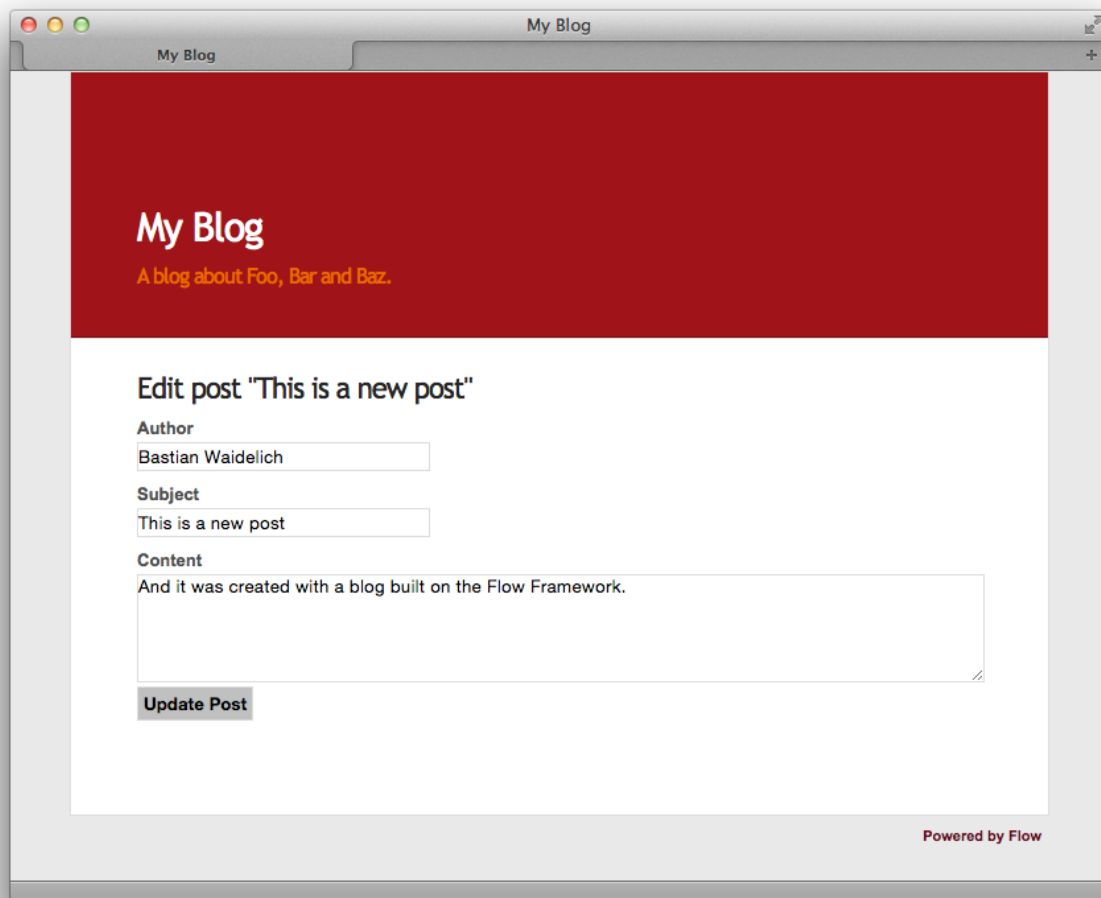 My Blog
My Blog
+
My Blog
A blog about Foo, Bar and Baz.
Edit post "This is a new post"
Author
Bastian Waidelich
Subject
This is a new post
Content
And it was created with a blog built on the Flow Framework.
Update Post
Powered by Flow